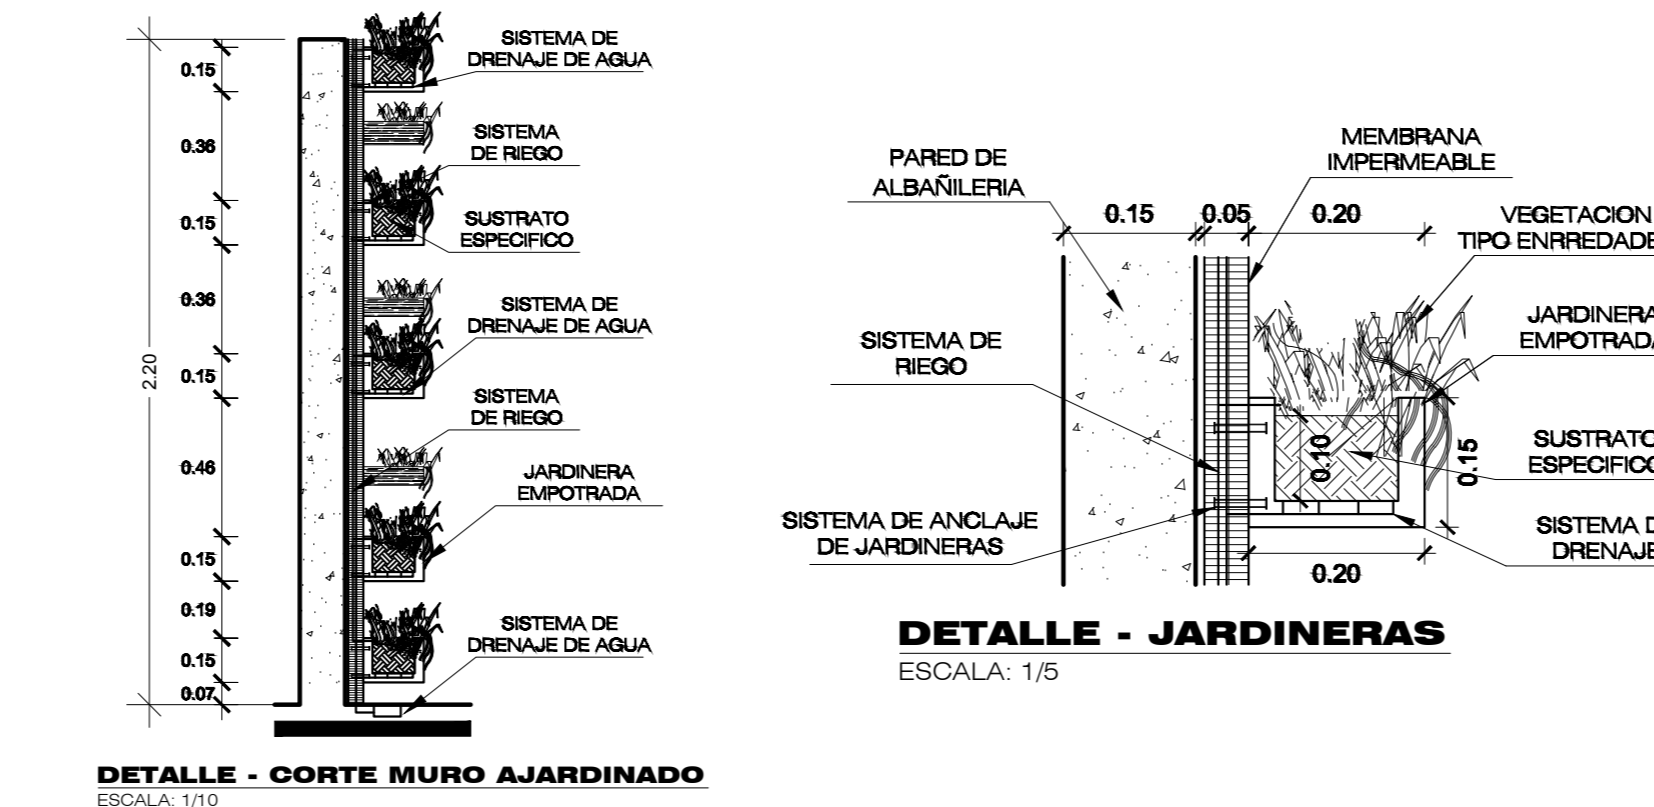 SISTEMA DE
DRENAJE DE AGUA
SISTEMA
DE RIEGO
SUSTRATO
ESPECIFICO
SISTEMA DE
DRENAJE DE AGUA
SISTEMA
DE RIEGO
JARDINERA
EMPOTRADA
SISTEMA DE
DRENAJE DE AGUA
0.15
0.36
0.15
0.36
0.15
0.46
0.15
0.19
0.15
0.07
2.20
DETALLE - CORTE MURO AJARDINADO
ESCALA: 1/10
PARED DE
ALBAÑILERIA
MEMBRANA
IMPERMEABLE
0.15
0.05
0.20
VEGETACION
TIPO ENRREDADE
SISTEMA DE
RIEGO
JARDINERA
EMPOTRADA
0.10
0.15
SUSTRATO
ESPECIFICO
SISTEMA DE ANCLAJE
DE JARDINERAS
SISTEMA D
DRENAJE
0.20
DETALLE - JARDINERAS
ESCALA: 1/5